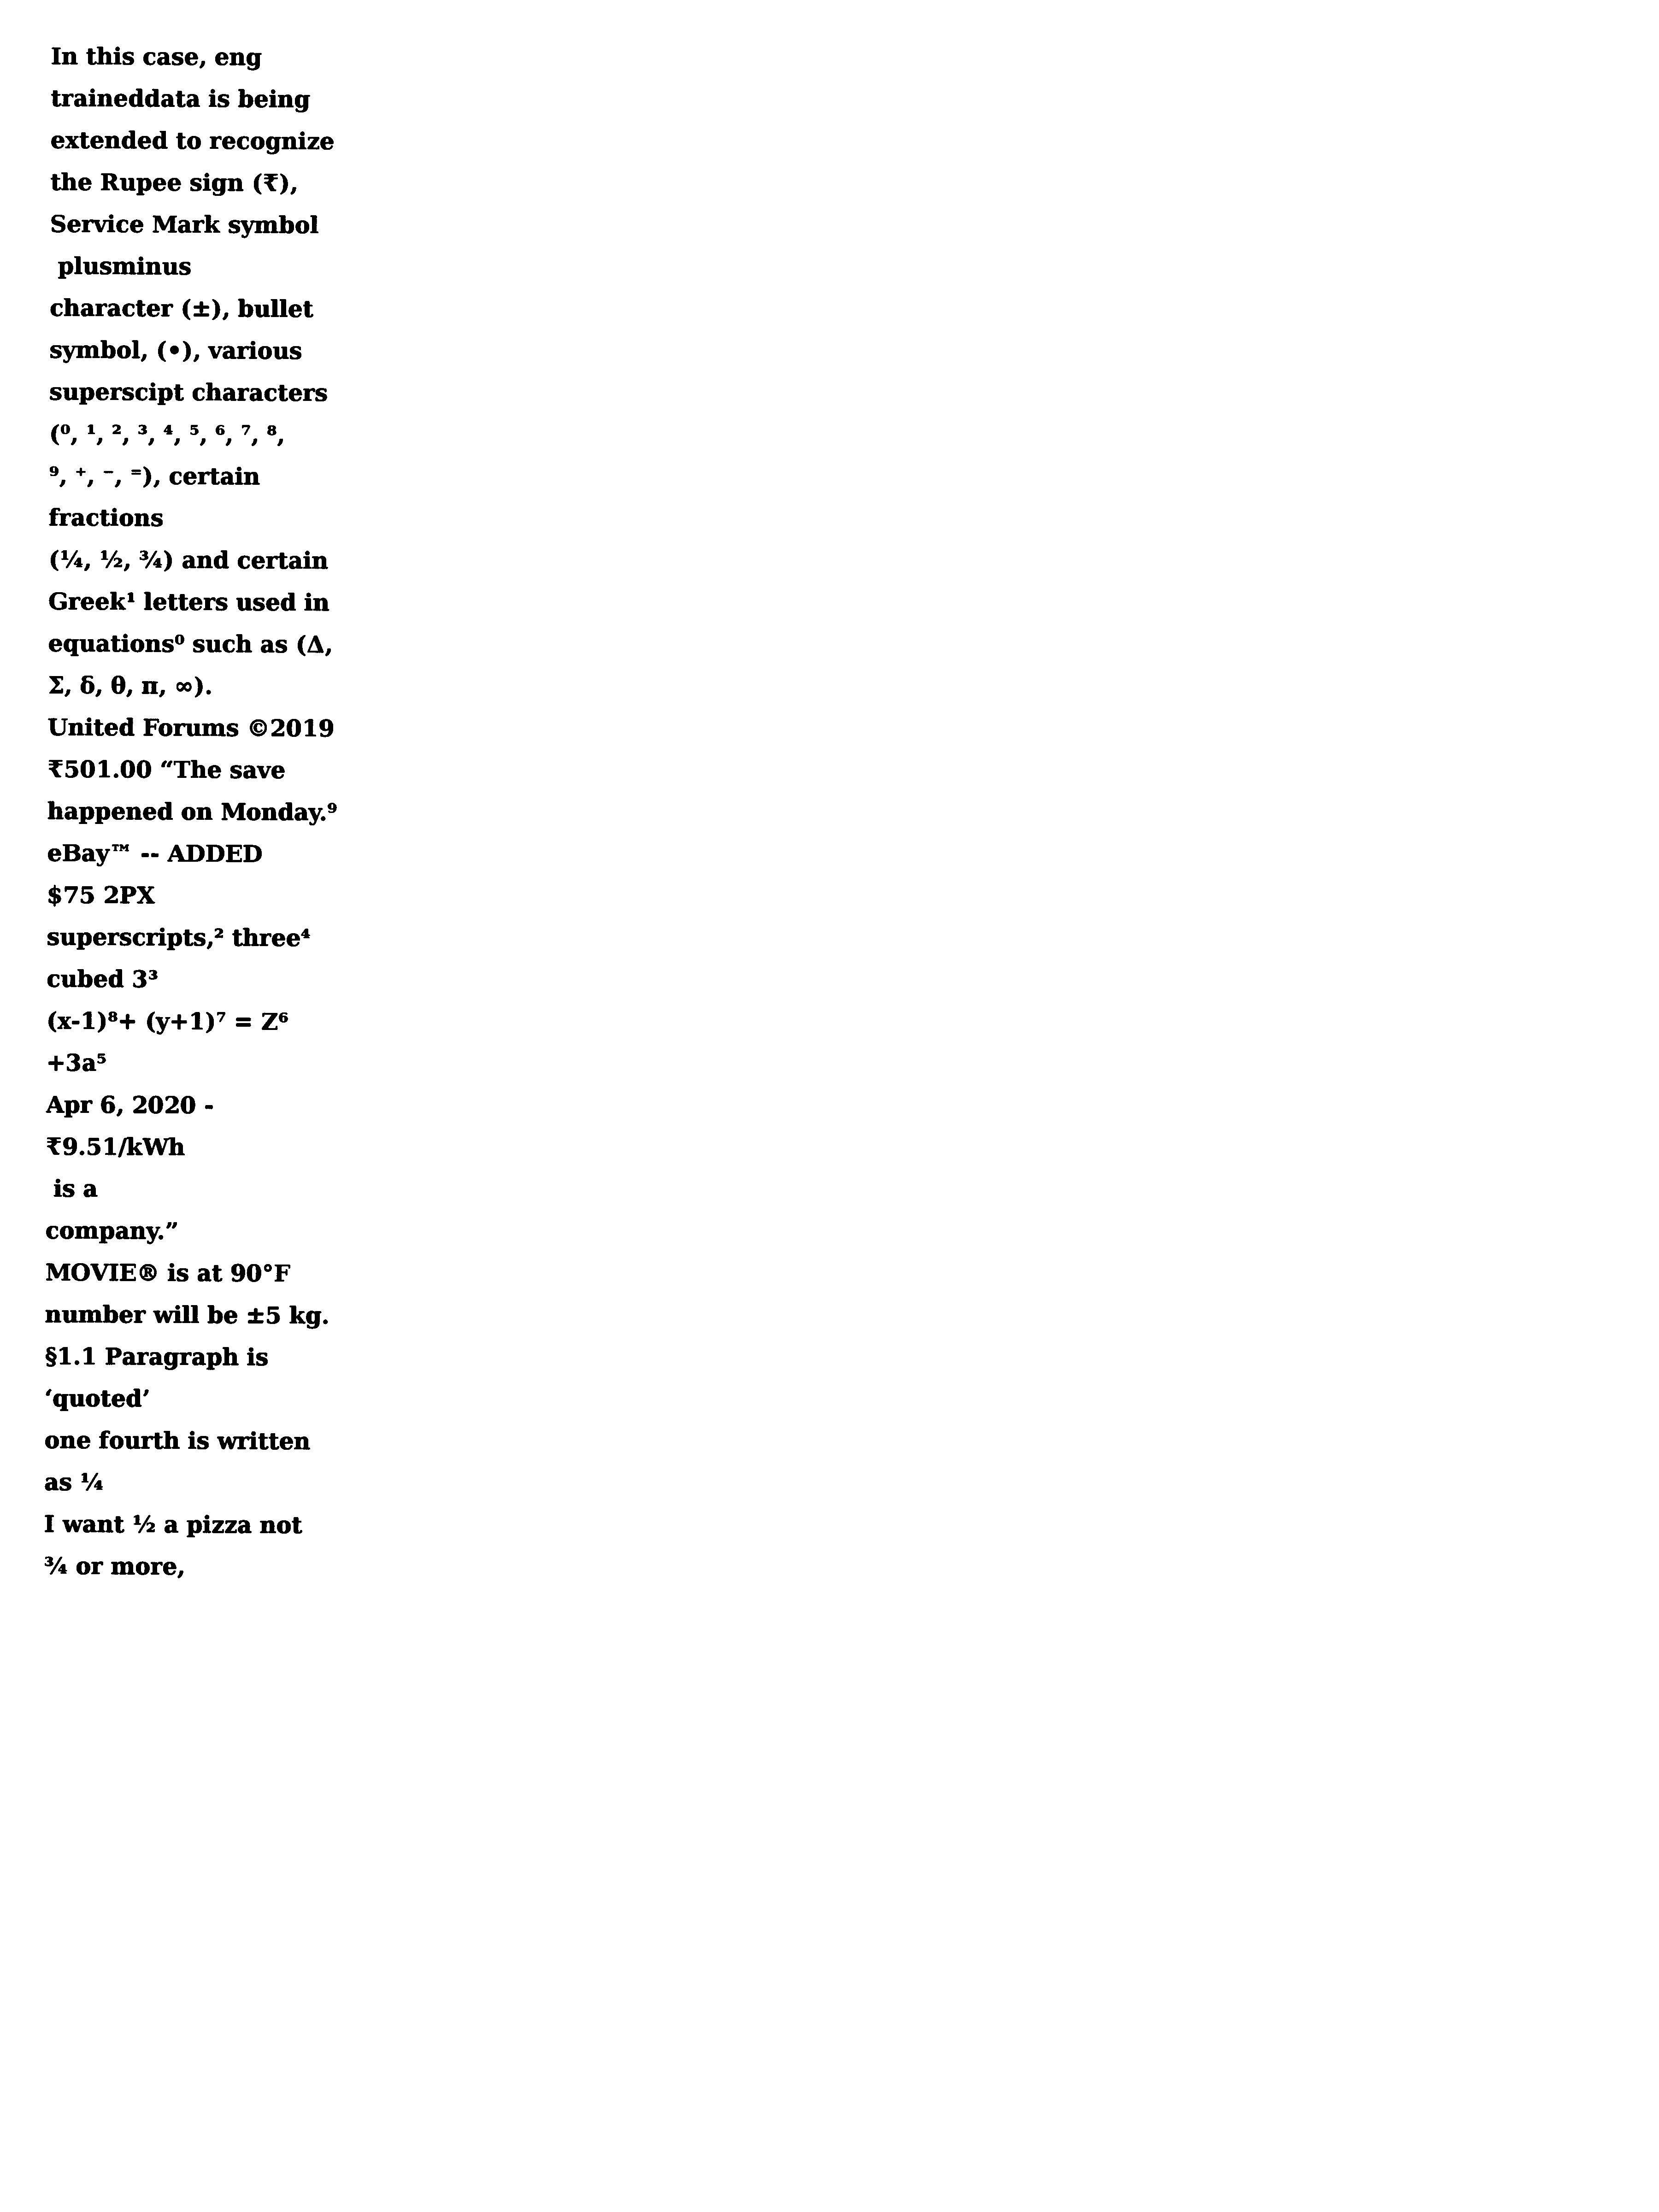 In this case, eng
traineddata is being
extended to recognize
the Rupee sign (₹),
Service Mark symbol
plusminus
character (±), bullet
symbol, (•), various
superscipt characters
(⁰, ¹, ², ³, ⁴, ⁵, ⁶, ⁷, ⁸,
⁹, ⁺, ⁻, ⁼), certain
fractions
(¼, ½, ¾) and certain
Greek¹ letters used in
equations⁰ such as (Δ,
Σ, δ, θ, π, ∞).
United Forums ©2019
₹501.00 “The save
happened on Monday.⁹
eBay™ -- ADDED
$75 2PX
superscripts,² three⁴
cubed 3³
(x-1)⁸+ (y+1)⁷ = Z⁶
+3a⁵
Apr 6, 2020 -
₹9.51/kWh
is a
company.”
MOVIE® is at 90°F
number will be ±5 kg.
§1.1 Paragraph is
‘quoted’
one fourth is written
as ¼
I want ½ a pizza not
¾ or more,